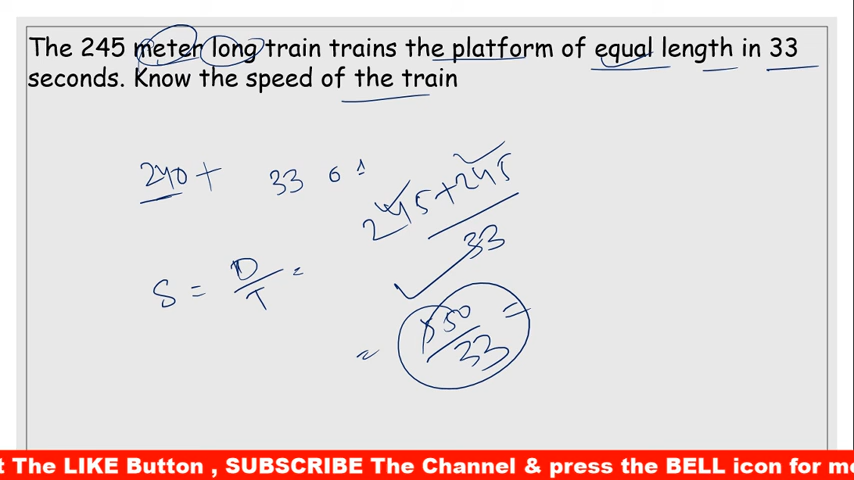 The 245 meter long train trains the platform of equal length in 33
seconds. Know the speed of the train
240+ 33
245+245
33
S = D/T =
= 550/33 =
t The LIKE Button , SUBSCRIBE The Channel & press the BELL icon for mo